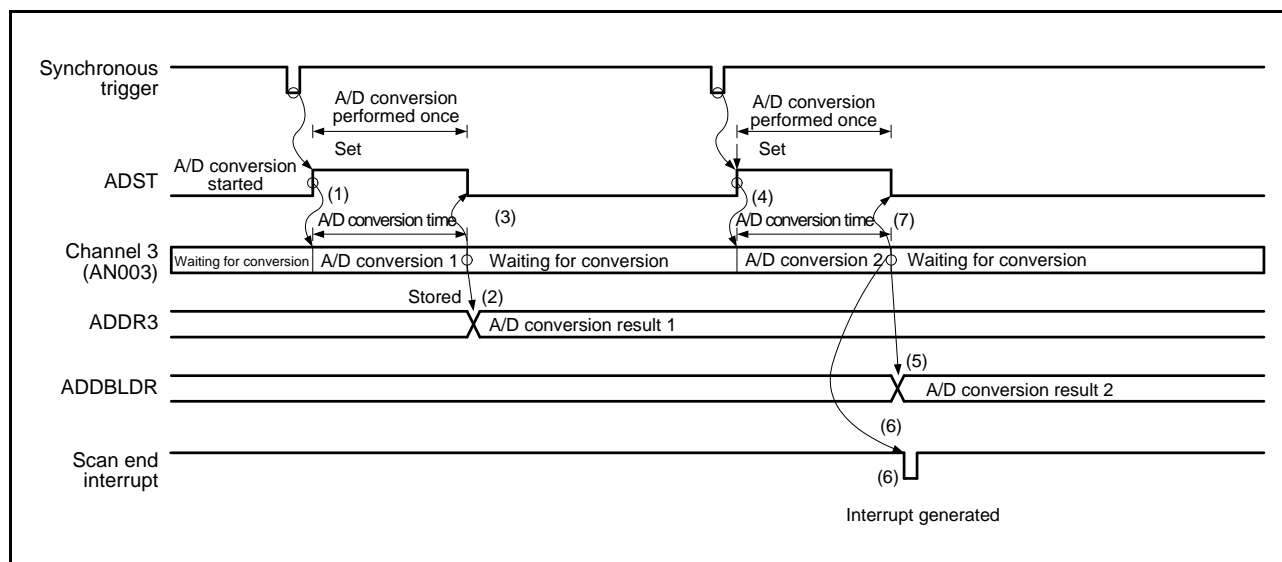 Synchronous
trigger
A/D conversion
performed once
A/D conversion
performed once
Set
Set
A/D conversion
started
ADST
(1)
(3)
(4)
(7)
A/D conversion time
A/D conversion time
Channel 3
(AN003)
Waiting for conversion
A/D conversion 1
Waiting for conversion
A/D conversion 2
Waiting for conversion
Stored
(2)
ADDR3
A/D conversion result 1
(5)
ADDBLDR
A/D conversion result 2
(6)
Scan end
interrupt
(6)
Interrupt generated